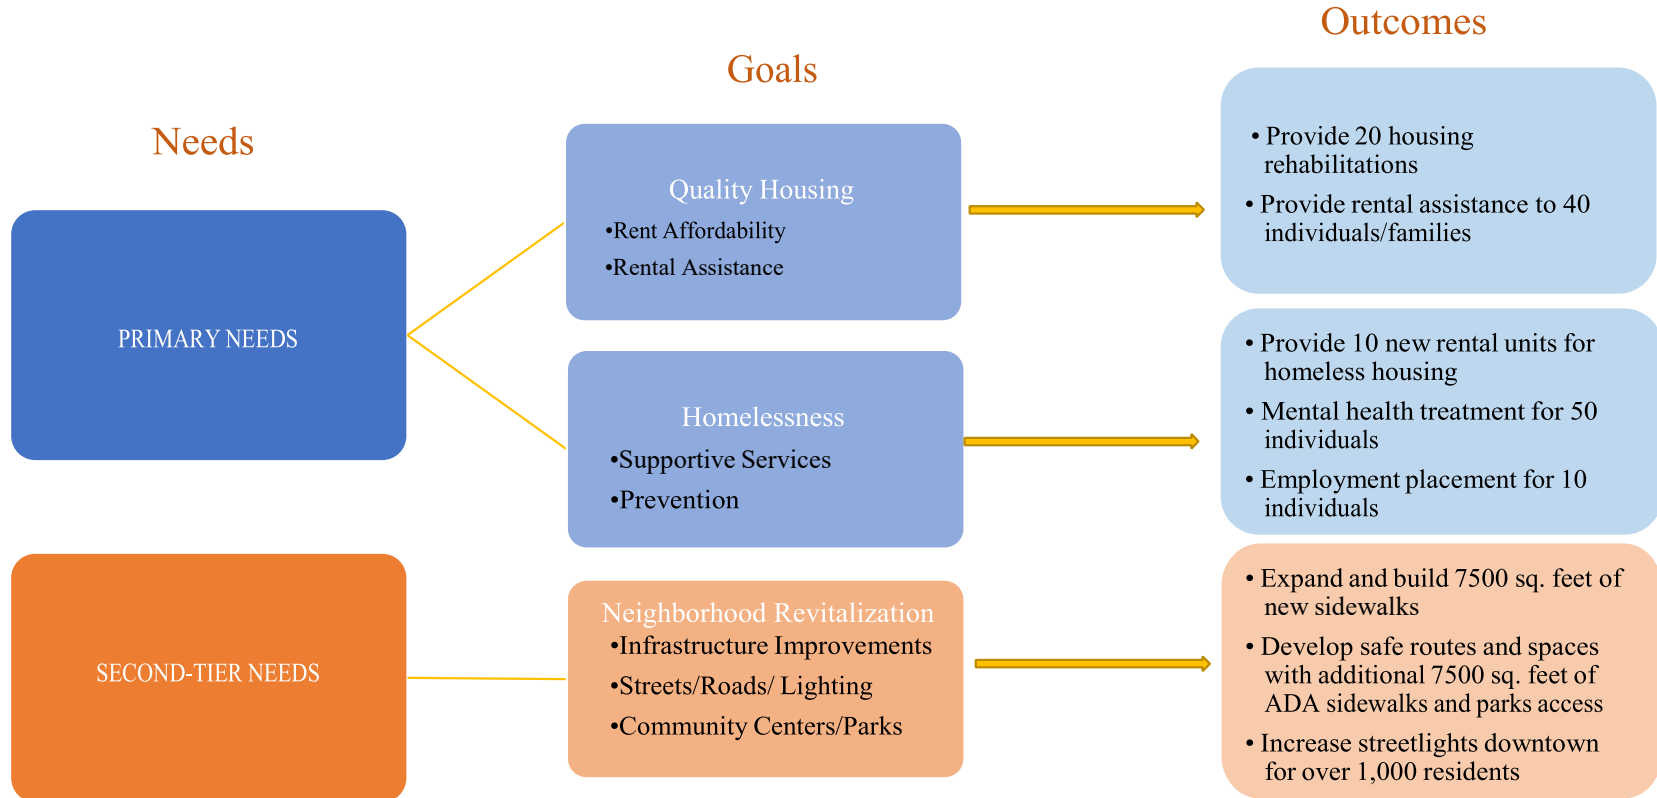 Needs
PRIMARY NEEDS
SECOND-TIER NEEDS
Goals
Quality Housing
•Rent Affordability
•Rental Assistance
Homelessness
•Supportive Services
•Prevention
Neighborhood Revitalization
•Infrastructure Improvements
•Streets/Roads/ Lighting
•Community Centers/Parks
Outcomes
• Provide 20 housing
rehabilitations
• Provide rental assistance to 40
individuals/families
• Provide 10 new rental units for
homeless housing
• Mental health treatment for 50
individuals
• Employment placement for 10
individuals
• Expand and build 7500 sq. feet of
new sidewalks
• Develop safe routes and spaces
with additional 7500 sq. feet of
ADA sidewalks and parks access
• Increase streetlights downtown
for over 1,000 residents